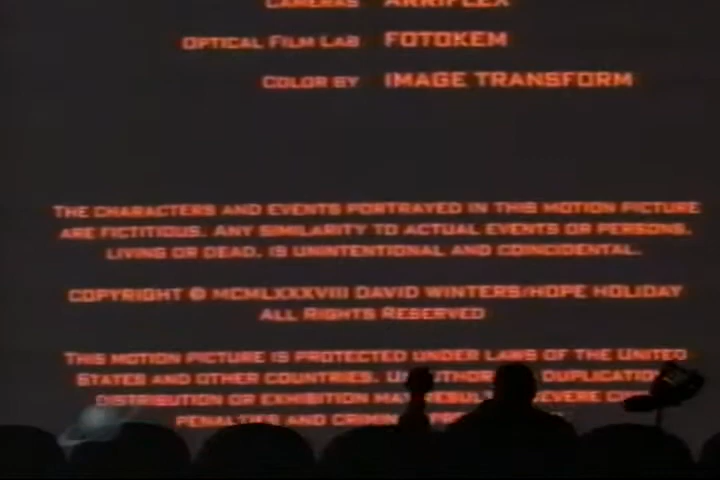 CAMERAS ARRIFLEX
OPTICAL FILM LAB FOTOKEM
COLOR BY IMAGE TRANSFORM
THE CHARACTERS AND EVENTS PORTRAYED IN THIS MOTION PICTURE
ARE FICTITIOUS. ANY SIMILARITY TO ACTUAL EVENTS OR PERSONS,
LIVING OR DEAD, IS UNINTENTIONAL AND COINCIDENTAL.
COPYRIGHT © MCMLXXXVIII DAVID WINTERS/HOPE HOLIDAY
ALL RIGHTS RESERVED
THIS MOTION PICTURE IS PROTECTED UNDER LAWS OF THE UNITED
STATES AND OTHER COUNTRIES. DUPLICATION
DISTRIBUTION OR EXHIBITION MAY
PENALTIES AND